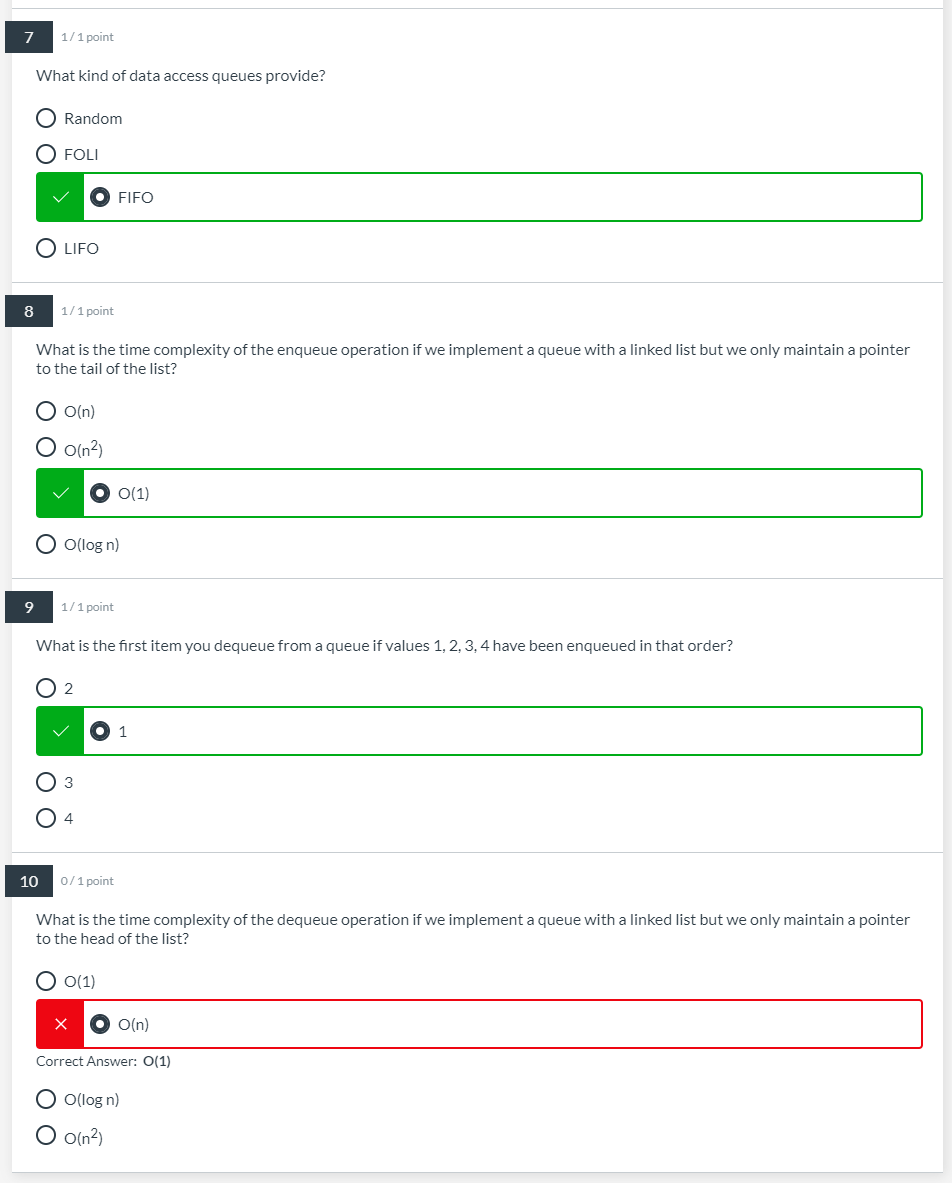 7
1 / 1 point
What kind of data access queues provide?
Random
FOLI
FIFO
LIFO
8
1 / 1 point
What is the time complexity of the enqueue operation if we implement a queue with a linked list but we only maintain a pointer
to the tail of the list?
O(n)
O(n²)
O(1)
O(log n)
9
1 / 1 point
What is the first item you dequeue from a queue if values 1, 2, 3, 4 have been enqueued in that order?
2
1
3
4
10
0 / 1 point
What is the time complexity of the dequeue operation if we implement a queue with a linked list but we only maintain a pointer
to the head of the list?
O(1)
O(n)
Correct Answer: O(1)
O(log n)
O(n²)